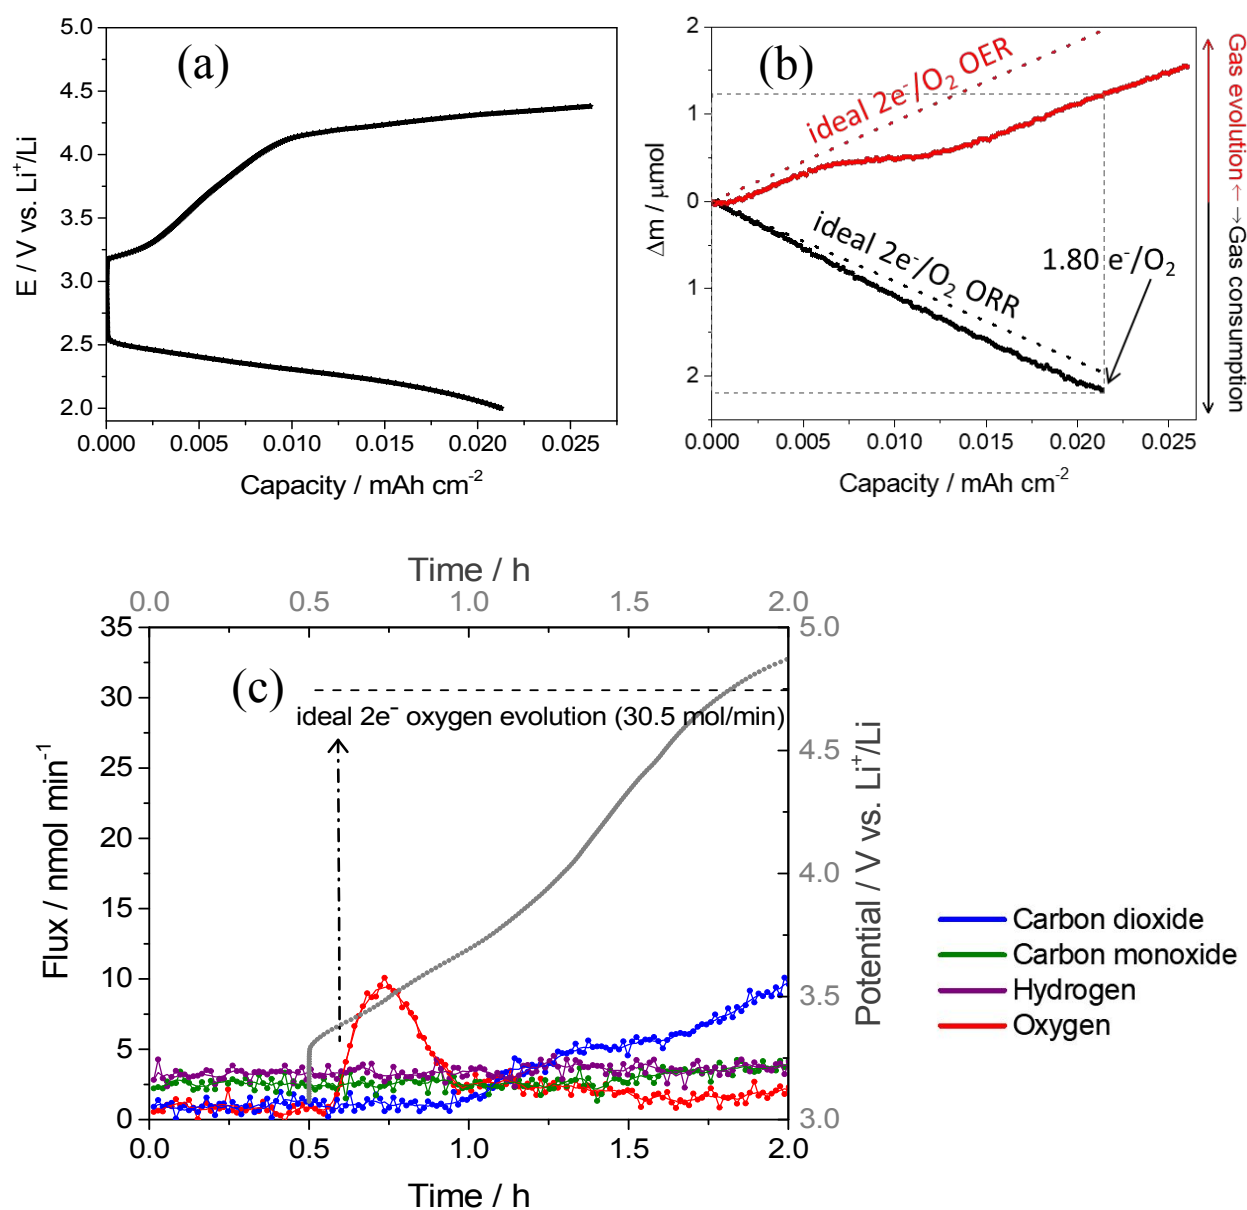 (a)
5.0
4.5
4.0
3.5
3.0
2.5
2.0
E / V vs. Li⁺/Li
0.000 0.005 0.010 0.015 0.020 0.025
Capacity / mAh cm⁻²
(b)
2
1
0
1
2
Δm / μmol
ideal 2e⁻/O₂ OER
ideal 2e⁻/O₂ ORR
1.80 e⁻/O₂
Gas evolution ← → Gas consumption
0.000 0.005 0.010 0.015 0.020 0.025
Capacity / mAh cm⁻²
Time / h
0.0 0.5 1.0 1.5 2.0
(c)
35
30
25
20
15
10
5
0
Flux / nmol min⁻¹
ideal 2e⁻ oxygen evolution (30.5 mol/min)
5.0
4.5
4.0
3.5
3.0
Potential / V vs. Li⁺/Li
0.0 0.5 1.0 1.5 2.0
Time / h
Carbon dioxide
Carbon monoxide
Hydrogen
Oxygen